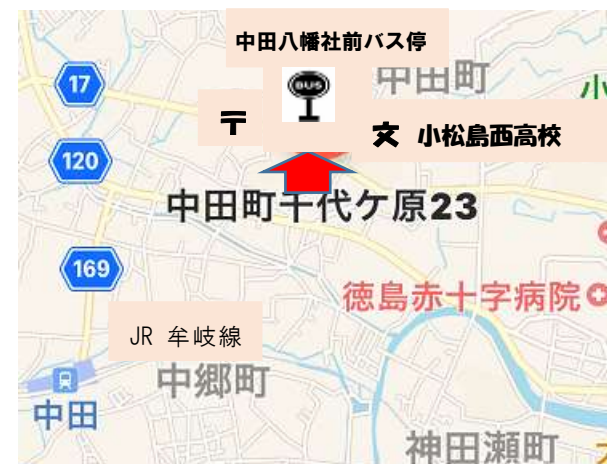 中田八幡社前バス停
17
BUS
中田町
小
〒
文 小松島西高校
120
中田町千代ケ原23
169
徳島赤十字病院
JR 牟岐線
中郷町
中田
神田瀬町